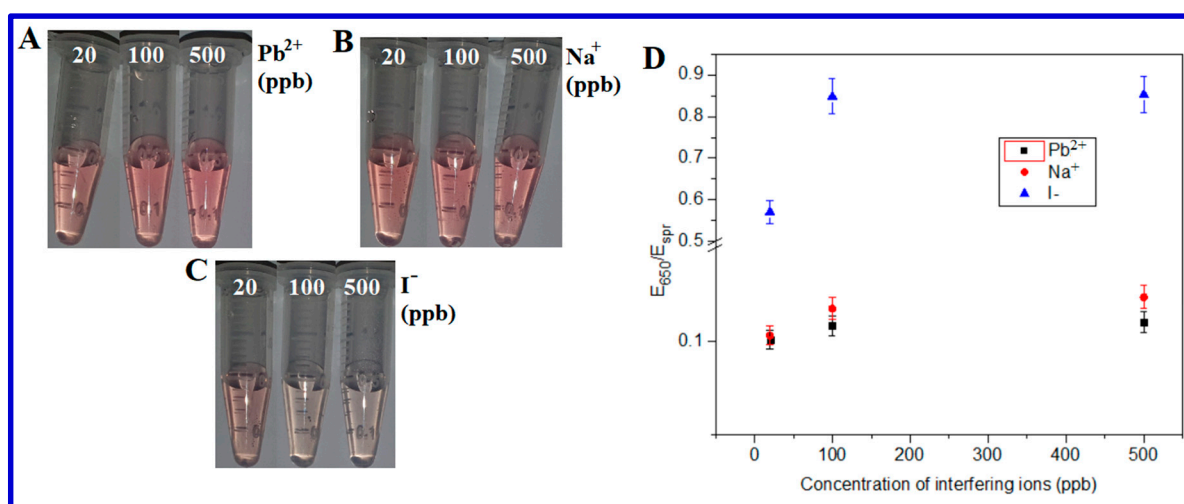 A
20 100 500
Pb²⁺
(ppb)
B
20 100 500
Na⁺
(ppb)
C
20 100 500
I⁻
(ppb)
D
0.9
0.8
0.7
0.6
0.5
0.1
E650/Espr
Pb²⁺
Na⁺
I-
0 100 200 300 400 500
Concentration of interfering ions (ppb)